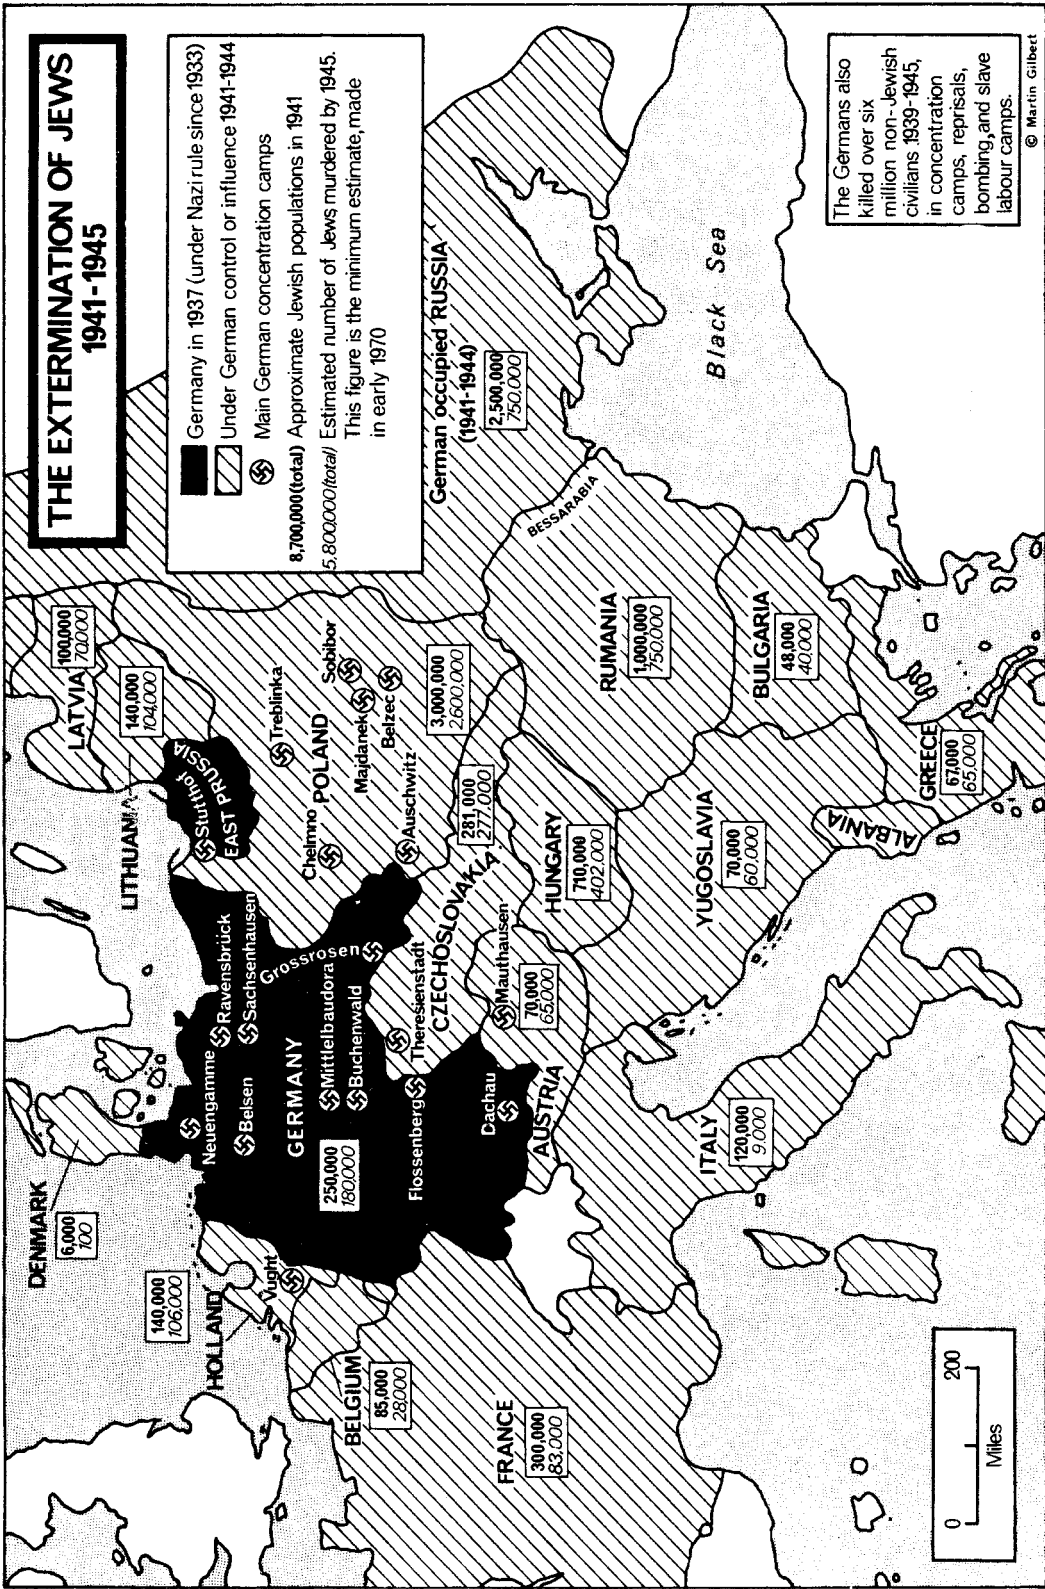 THE EXTERMINATION OF JEWS
1941-1945
Germany in 1937 (under Nazi rule since 1933)
Under German control or influence 1941-1944
Main German concentration camps
8,700,000(total) Approximate Jewish populations in 1941
5.800,000(total) Estimated number of Jews murdered by 1945.
This figure is the minimum estimate, made
in early 1970
LATVIA
100,000
70,000
140,000
104,000
LITHUANIA
DENMARK
6,000
100
140,000
106,000
HOLLAND
Vught
Stutthof
EAST PRUSSIA
Neuengamme
Ravensbrück
Sachsenhausen
Belsen
GERMANY
Grossrosen
Mittlelbaudora
Buchenwald
250,000
180,000
Flossenberg
Dachau
Treblinka
Chelmno
POLAND
Sobibor
Majdanek
Belzec
Auschwitz
3,000,000
2.600,000
German occupied RUSSIA
(1941-1944)
2,500,000
750.000
BELGIUM
85,000
28,000
FRANCE
300,000
83.000
Theresienstadt
CZECHOSLOVAKIA
281,000
277.000
Mauthausen
70,000
65.000
AUSTRIA
HUNGARY
710,000
402.000
BESSARABIA
RUMANIA
1,000,000
750.000
Black Sea
YUGOSLAVIA
70,000
60.000
BULGARIA
48,000
40.000
ITALY
120,000
9.000
ALBANIA
GREECE
67,000
65.000
0 200
Miles
The Germans also
killed over six
million non-Jewish
civilians 1939-1945,
in concentration
camps, reprisals,
bombing, and slave
labour camps.
© Martin Gilbert